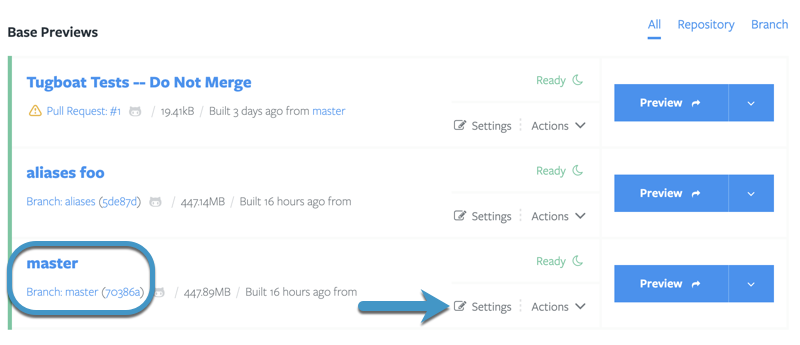 Base Previews
All Repository Branch
Tugboat Tests -- Do Not Merge
Ready
Pull Request: #1 / 19.41kB / Built 3 days ago from master
Preview
Settings Actions
aliases foo
Ready
Branch: aliases (5de87d) / 447.14MB / Built 16 hours ago from
Preview
Settings Actions
master
Ready
Branch: master (70386a) / 447.89MB / Built 16 hours ago from
Preview
Settings Actions